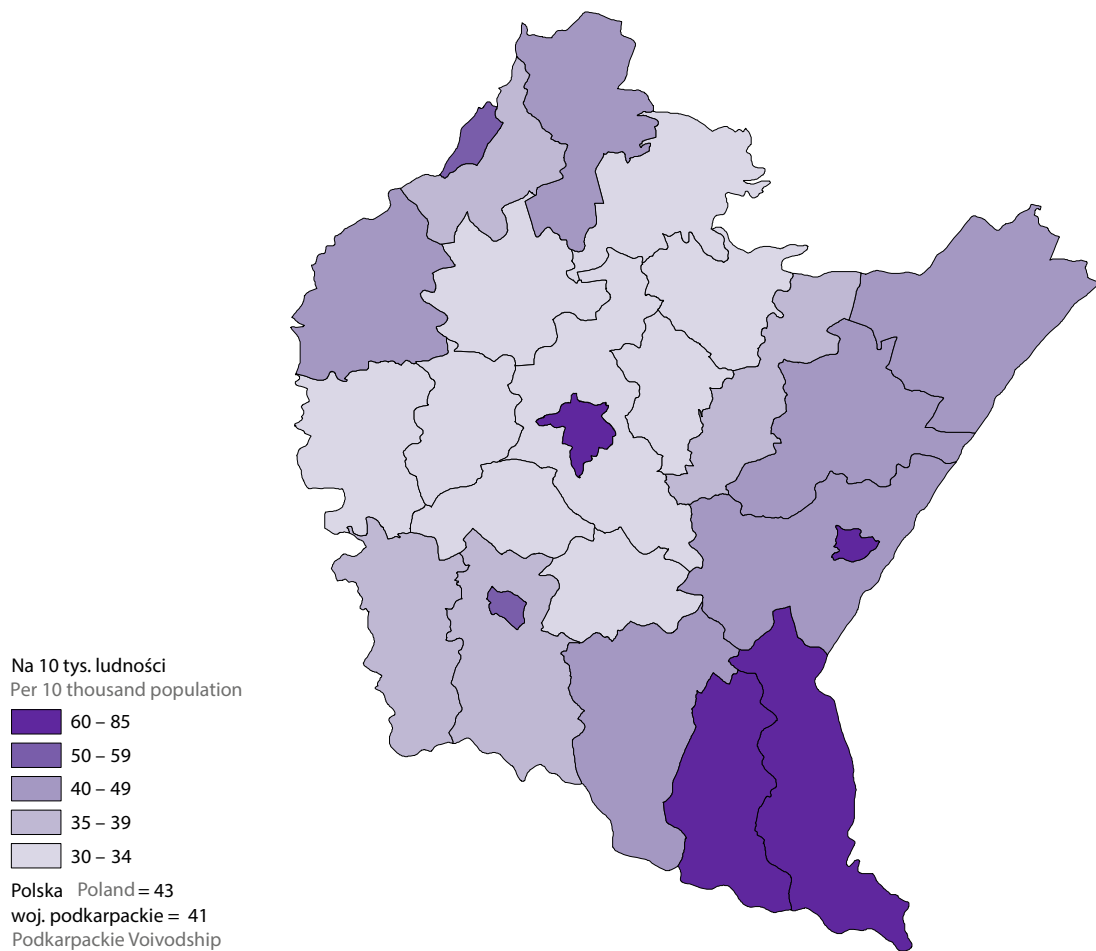 Na 10 tys. ludności
Per 10 thousand population
60 – 85
50 – 59
40 – 49
35 – 39
30 – 34
Polska Poland = 43
woj. podkarpackie = 41
Podkarpackie Voivodship